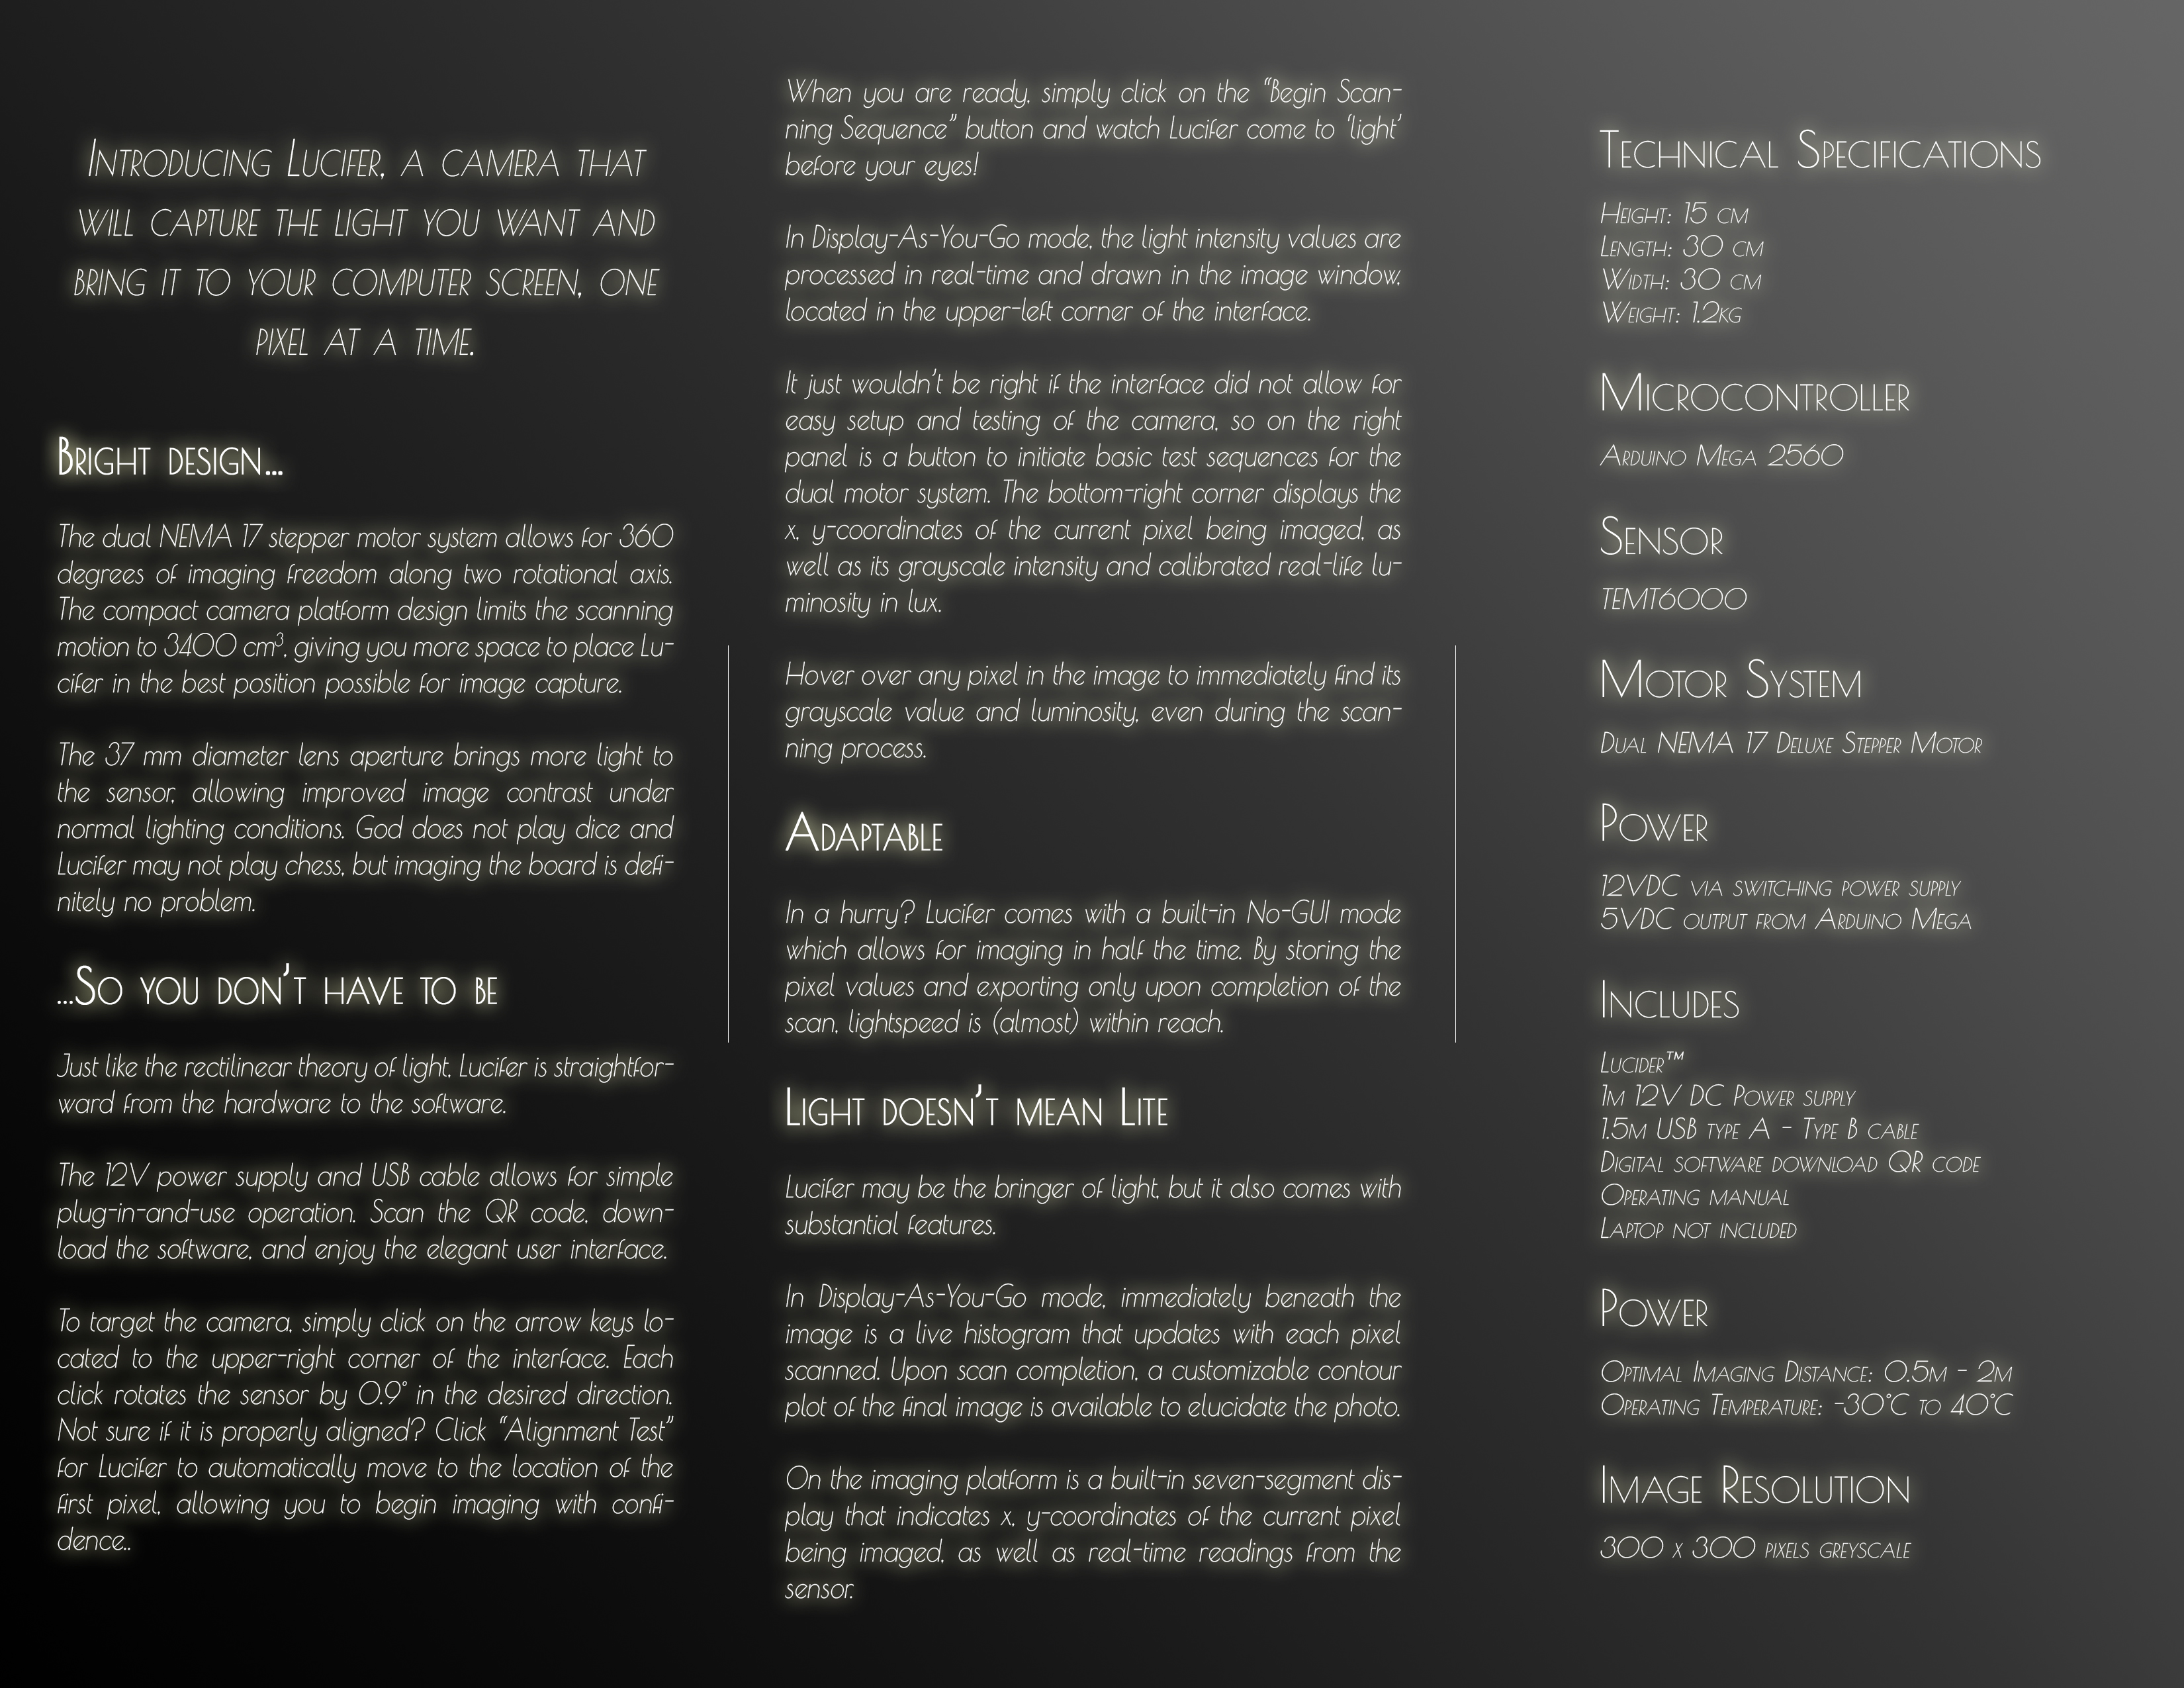 Introducing Lucifer, a camera that
will capture the light you want and
bring it to your computer screen, one
pixel at a time.
Bright design...
The dual NEMA 17 stepper motor system allows for 360
degrees of imaging freedom along two rotational axis.
The compact camera platform design limits the scanning
motion to 3400 cm³, giving you more space to place Lu-
cifer in the best position possible for image capture.
The 37 mm diameter lens aperture brings more light to
the sensor, allowing improved image contrast under
normal lighting conditions. God does not play dice and
Lucifer may not play chess, but imaging the board is defi-
nitely no problem.
...So you don't have to be
Just like the rectilinear theory of light, Lucifer is straightfor-
ward from the hardware to the software.
The 12V power supply and USB cable allows for simple
plug-in-and-use operation. Scan the QR code, down-
load the software, and enjoy the elegant user interface.
To target the camera, simply click on the arrow keys lo-
cated to the upper-right corner of the interface. Each
click rotates the sensor by 0.9° in the desired direction.
Not sure if it is properly aligned? Click “Alignment Test”
for Lucifer to automatically move to the location of the
first pixel, allowing you to begin imaging with confi-
dence..
When you are ready, simply click on the “Begin Scan-
ning Sequence” button and watch Lucifer come to ‘light’
before your eyes!
In Display-As-You-Go mode, the light intensity values are
processed in real-time and drawn in the image window,
located in the upper-left corner of the interface.
It just wouldn't be right if the interface did not allow for
easy setup and testing of the camera, so on the right
panel is a button to initiate basic test sequences for the
dual motor system. The bottom-right corner displays the
x, y-coordinates of the current pixel being imaged, as
well as its grayscale intensity and calibrated real-life lu-
minosity in lux.
Hover over any pixel in the image to immediately find its
grayscale value and luminosity, even during the scan-
ning process.
Adaptable
In a hurry? Lucifer comes with a built-in No-GUI mode
which allows for imaging in half the time. By storing the
pixel values and exporting only upon completion of the
scan, lightspeed is (almost) within reach.
Light doesn't mean Lite
Lucifer may be the bringer of light, but it also comes with
substantial features.
In Display-As-You-Go mode, immediately beneath the
image is a live histogram that updates with each pixel
scanned. Upon scan completion, a customizable contour
plot of the final image is available to elucidate the photo.
On the imaging platform is a built-in seven-segment dis-
play that indicates x, y-coordinates of the current pixel
being imaged, as well as real-time readings from the
sensor.
Technical Specifications
Height: 15 cm
Length: 30 cm
Width: 30 cm
Weight: 1.2kg
Microcontroller
Arduino Mega 2560
Sensor
TEMT6000
Motor System
Dual NEMA 17 Deluxe Stepper Motor
Power
12VDC via switching power supply
5VDC output from Arduino Mega
Includes
Lucider™
1m 12V DC Power supply
1.5m USB type A - Type B cable
Digital software download QR code
Operating manual
Laptop not included
Power
Optimal Imaging Distance: 0.5m - 2m
Operating Temperature: -30°C to 40°C
Image Resolution
300 x 300 pixels greyscale